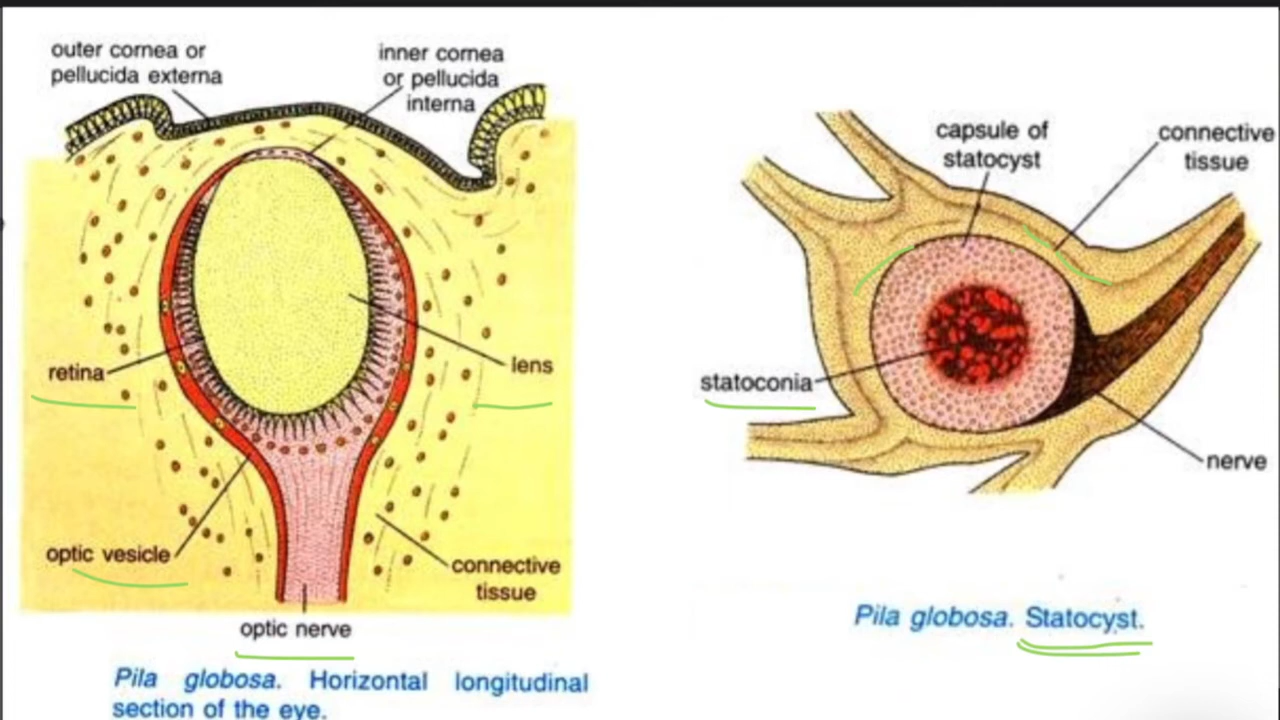 outer cornea or
pellucida externa
inner cornea
or pellucida
interna
retina
lens
optic vesicle
connective
tissue
optic nerve
Pila globosa. Horizontal longitudinal
section of the eye.
capsule of
statocyst
connective
tissue
statoconia
nerve
Pila globosa. Statocyst.